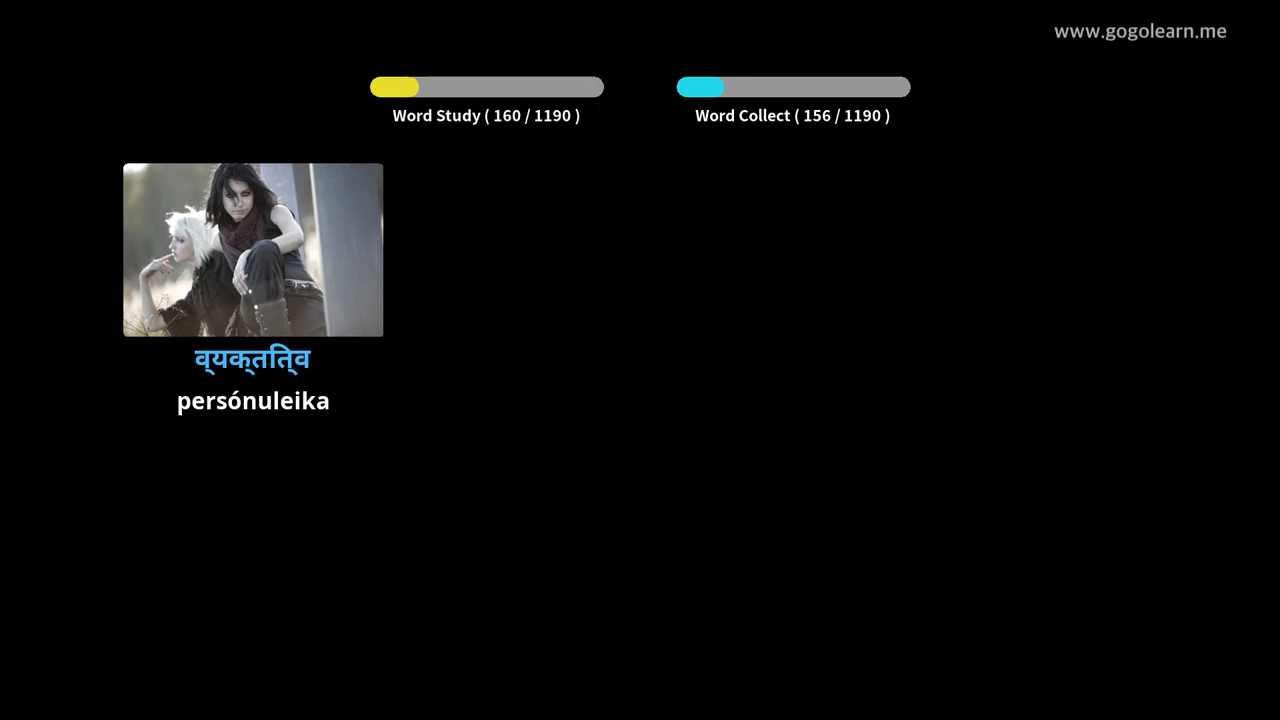 www.gogolearn.me
Word Study ( 160 / 1190 )
Word Collect ( 156 / 1190 )
व्यक्तित्वि
persónuleika